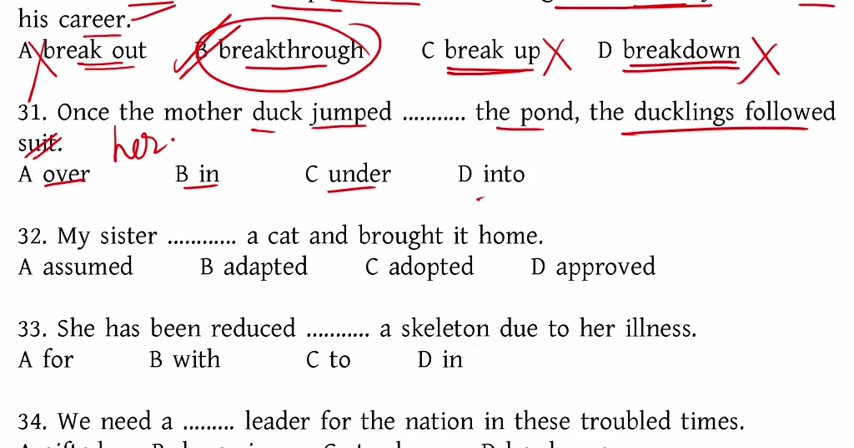 his career.
A break out B breakthrough C break up D breakdown
31. Once the mother duck jumped ........... the pond, the ducklings followed
suit. her.
A over B in C under D into
32. My sister ............ a cat and brought it home.
A assumed B adapted C adopted D approved
33. She has been reduced ........... a skeleton due to her illness.
A for B with C to D in
34. We need a ......... leader for the nation in these troubled times.